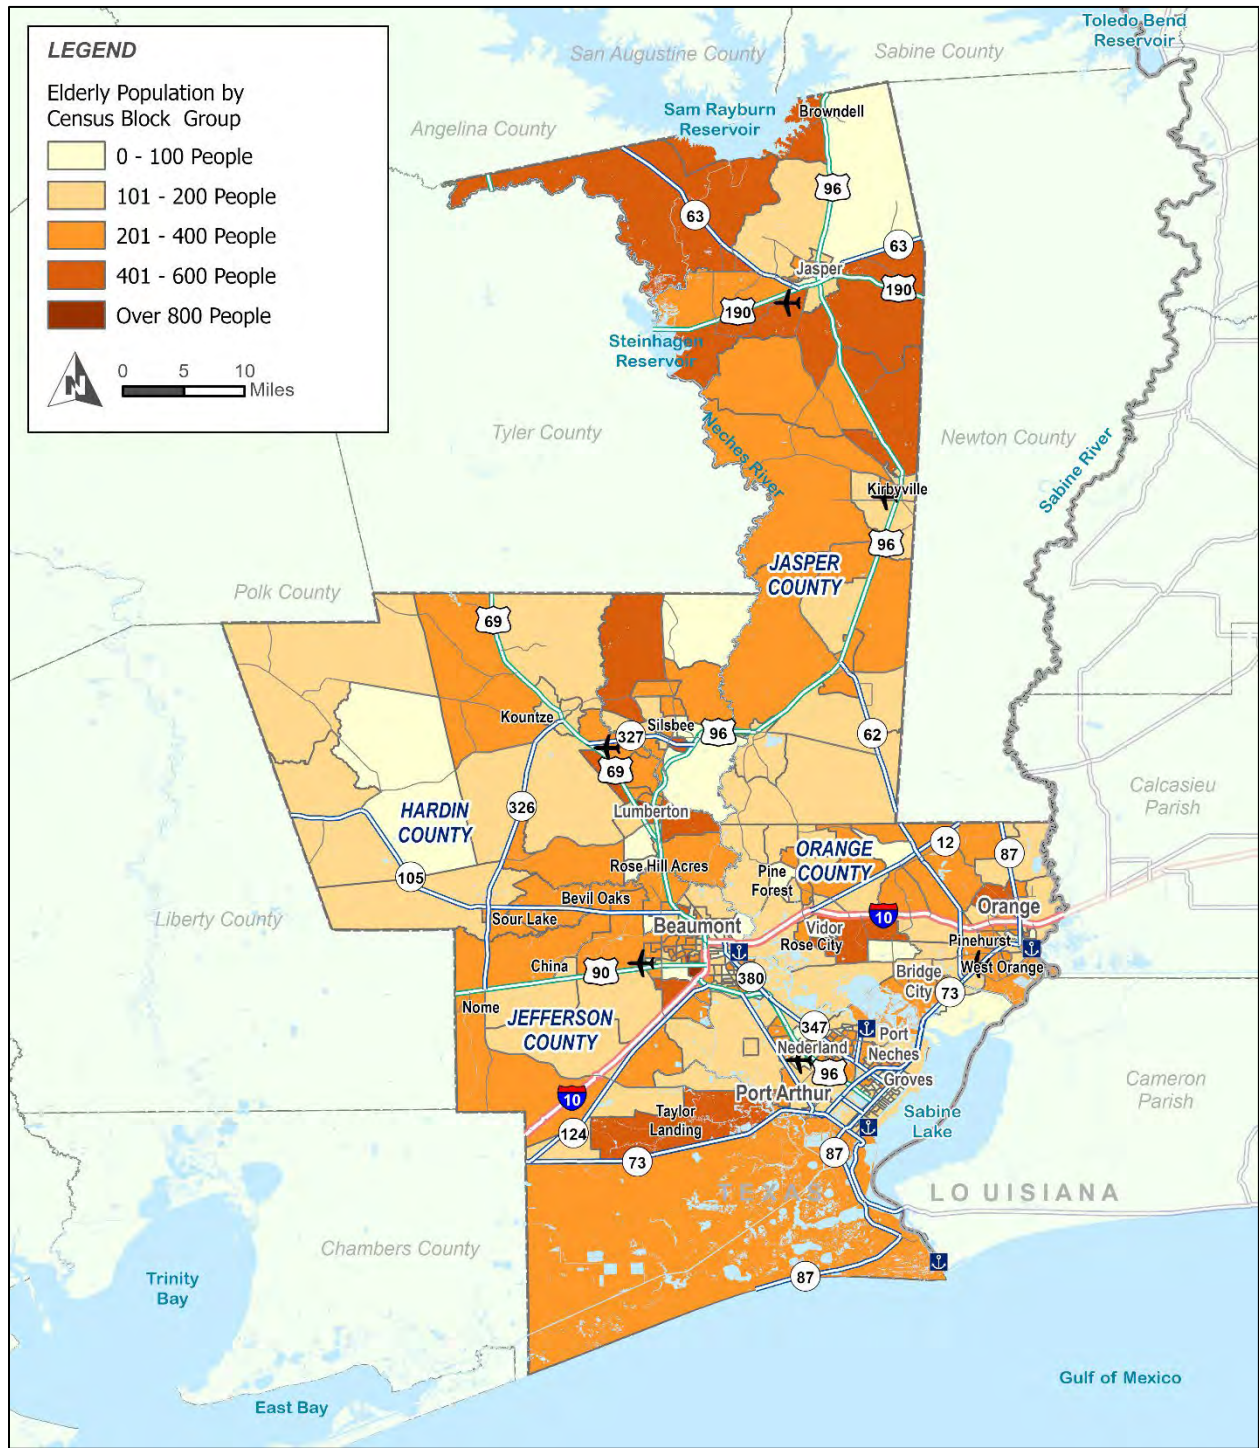 LEGEND
Elderly Population by
Census Block Group
0 - 100 People
101 - 200 People
201 - 400 People
401 - 600 People
Over 800 People
N
0 5 10
Miles
Toledo Bend
Reservoir
San Augustine County
Sabine County
Sam Rayburn
Reservoir
Browndell
Angelina County
96
63
63
Jasper
190
190
Steinhagen
Reservoir
Tyler County
Neches River
Newton County
Sabine River
Kirbyville
96
JASPER
COUNTY
Polk County
69
Kountze
327
Silsbee
96
62
69
Calcasieu
Parish
HARDIN
COUNTY
326
Lumberton
ORANGE
COUNTY
12
87
105
Rose Hill Acres
Pine
Forest
Bevil Oaks
Liberty County
Sour Lake
Beaumont
10
Orange
Vidor
Rose City
Pinehurst
China
90
380
Bridge
City
West Orange
73
Nome
JEFFERSON
COUNTY
347
Port
Neches
Nederland
96
Groves
10
Port Arthur
Cameron
Parish
Taylor
Landing
Sabine
Lake
124
73
87
TEXAS
LOUISIANA
Chambers County
Trinity
Bay
87
Gulf of Mexico
East Bay